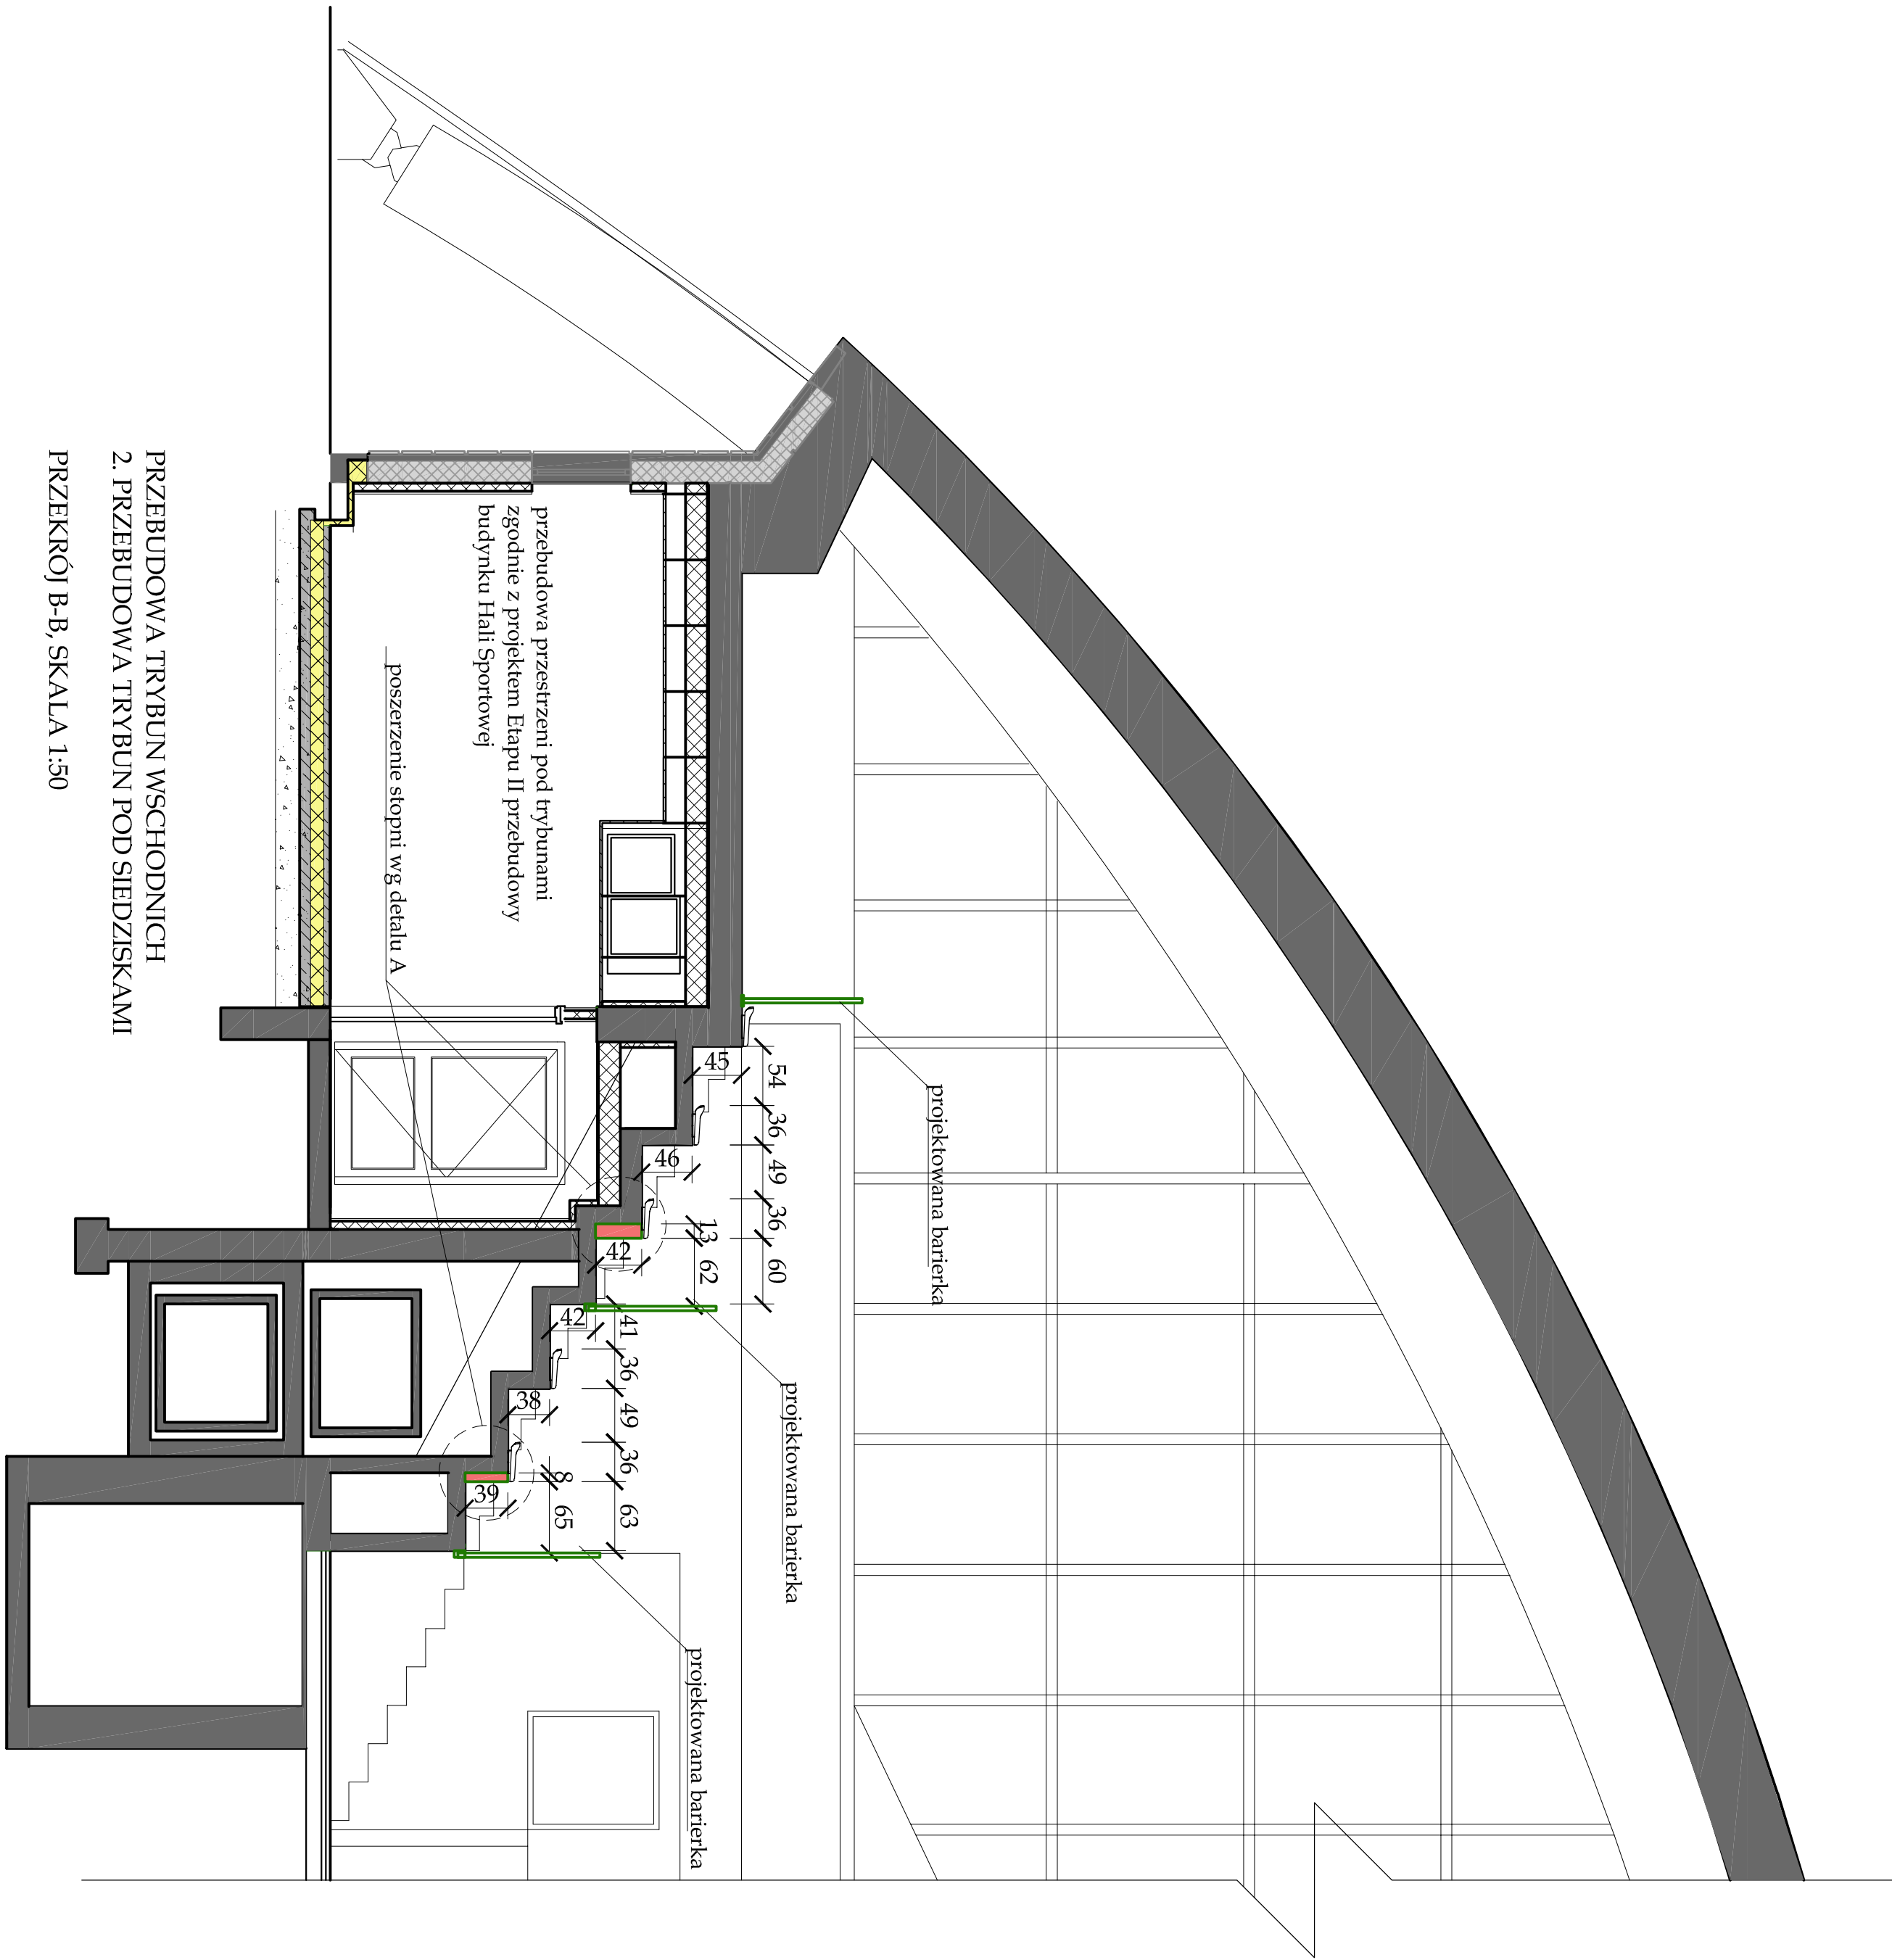 projektowana barierka
projektowana barierka
projektowana barierka
54
36
49
36
60
13
62
45
46
42
41
36
49
36
63
8
65
42
38
39
przebudowa przestrzeni pod trybunami
zgodnie z projektem Etapu II przebudowy
budynku Hali Sportowej
poszerzenie stopni wg detalu A
PRZEBUDOWA TRYBUN WSCHODNICH
2. PRZEBUDOWA TRYBUN POD SIEDZISKAMI
PRZEKRÓJ B-B, SKALA 1:50